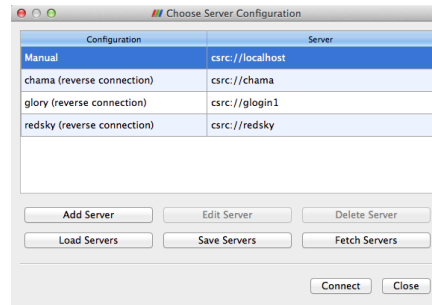 Choose Server Configuration
Configuration Server
Manual csrc://localhost
chama (reverse connection) csrc://chama
glory (reverse connection) csrc://glogin1
redsky (reverse connection) csrc://redsky
Add Server Edit Server Delete Server
Load Servers Save Servers Fetch Servers
Connect Close